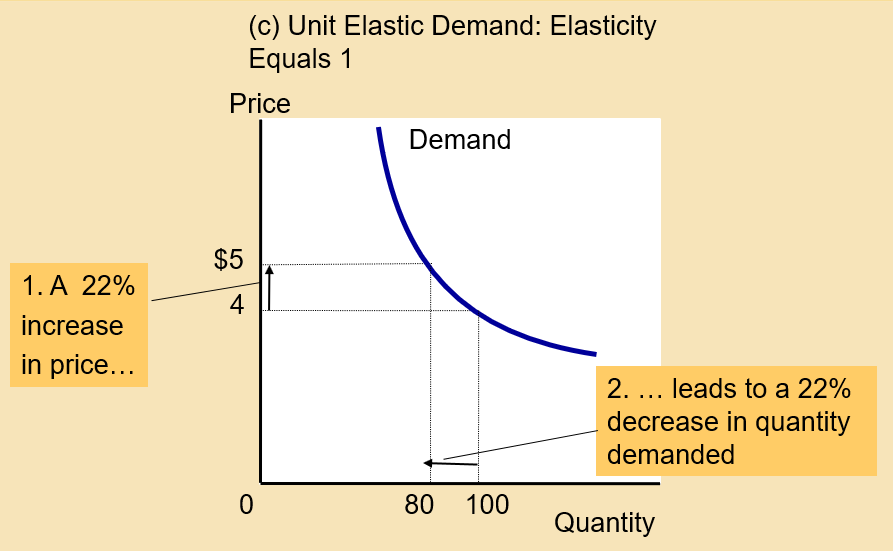 (c) Unit Elastic Demand: Elasticity
Equals 1
Price
Demand
$5
4
1. A  22%
increase
in price…
2. … leads to a 22%
decrease in quantity
demanded
0
80
100
Quantity